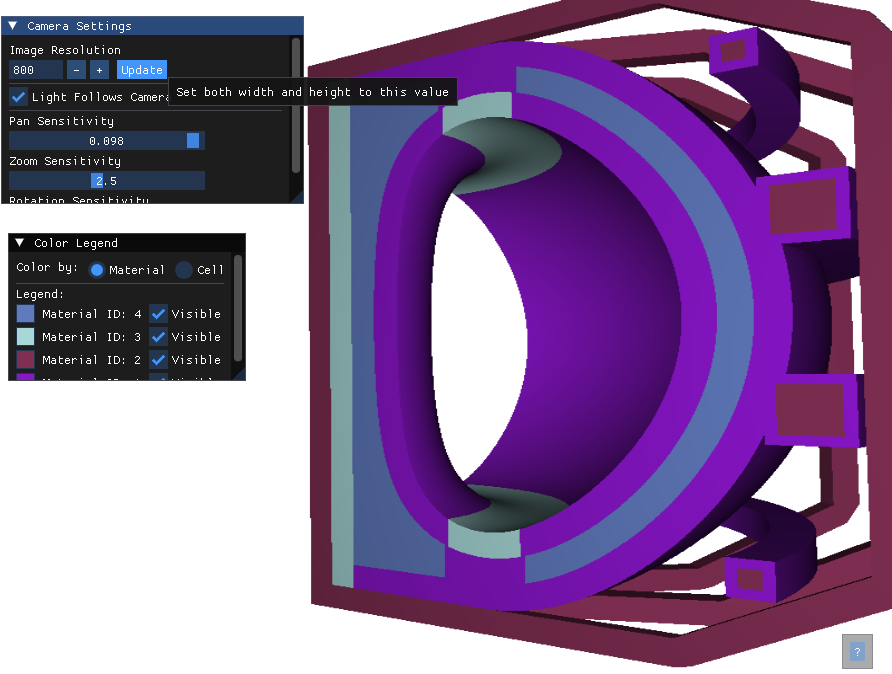 Camera Settings
Image Resolution
800 - + Update
Set both width and height to this value
Light Follows Camera
Pan Sensitivity
0.098
Zoom Sensitivity
2.5
Rotation Sensitivity
Color Legend
Color by: Material Cell
Legend:
Material ID: 4 Visible
Material ID: 3 Visible
Material ID: 2 Visible
?